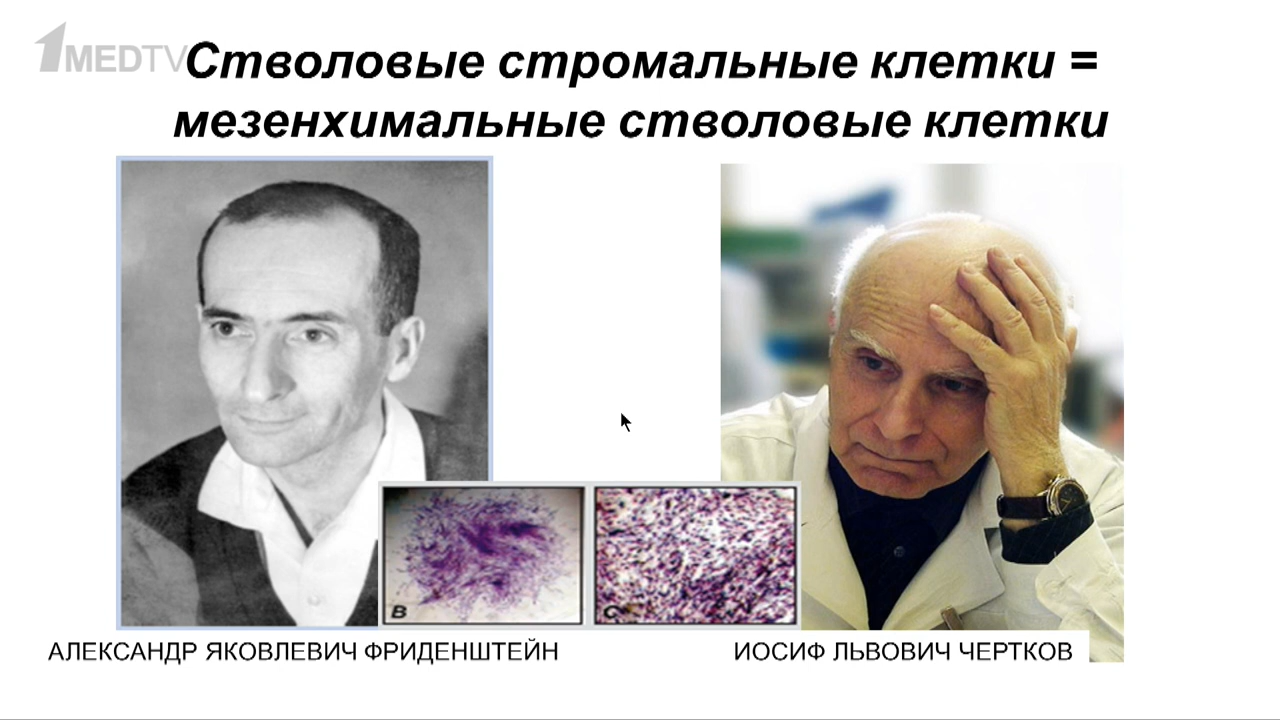 1MEDTV
Стволовые стромальные клетки =
мезенхимальные стволовые клетки
B
C
АЛЕКСАНДР ЯКОВЛЕВИЧ ФРИДЕНШТЕЙН
ИОСИФ ЛЬВОВИЧ ЧЕРТКОВ